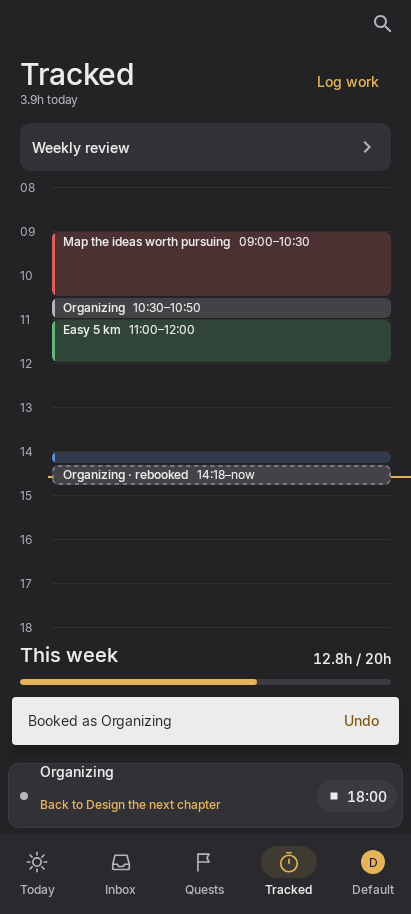 Tracked
3.9h today
Log work
Weekly review
08
09
Map the ideas worth pursuing 09:00–10:30
10
Organizing 10:30–10:50
11
Easy 5 km 11:00–12:00
12
13
14
Organizing · rebooked 14:18–now
15
16
17
18
This week
12.8h / 20h
Booked as Organizing
Undo
Organizing
Back to Design the next chapter
18:00
D
Today
Inbox
Quests
Tracked
Default